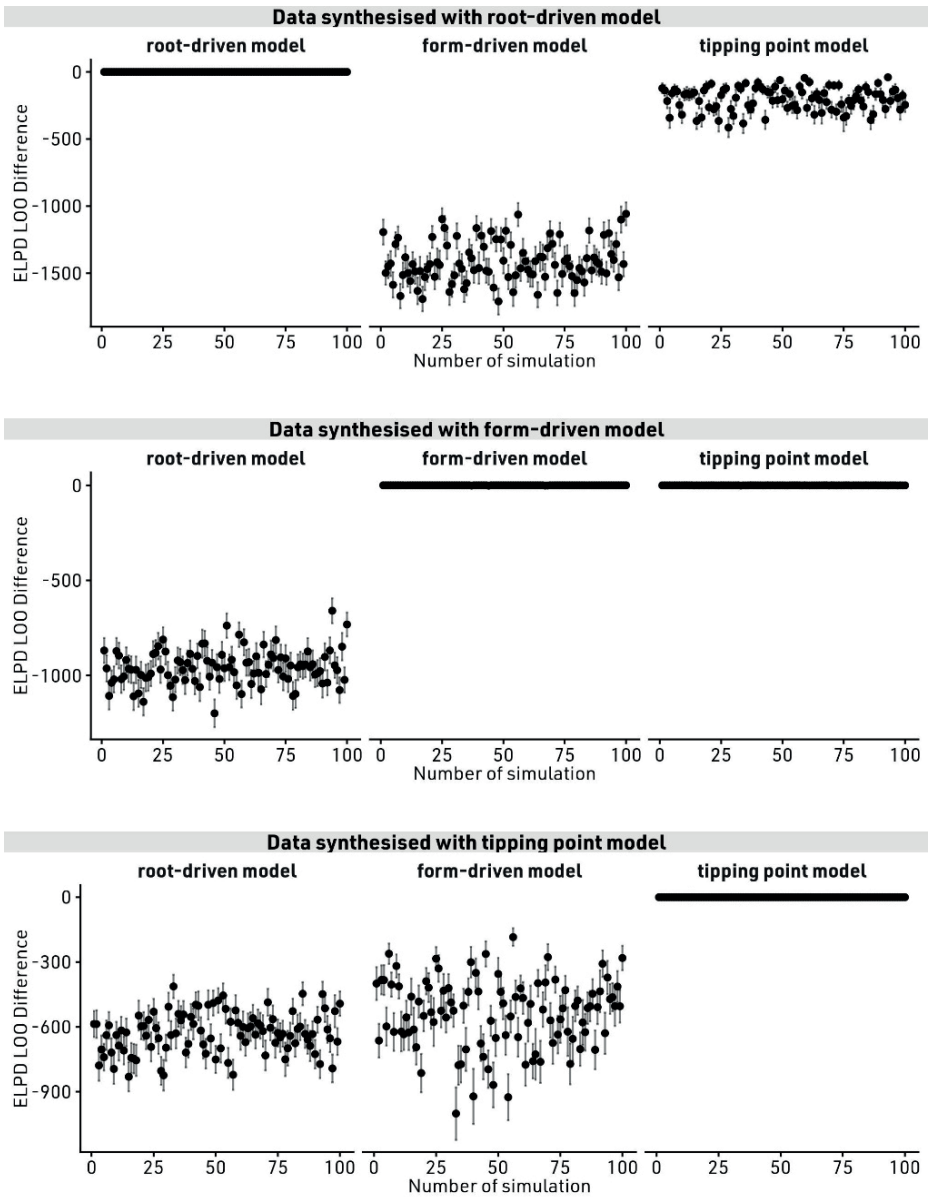 Data synthesised with root-driven model
root-driven model form-driven model tipping point model
ELPD LOO Difference
0
-500
-1000
-1500
0 25 50 75 100 0 25 50 75 100 0 25 50 75 100
Number of simulation
Data synthesised with form-driven model
root-driven model form-driven model tipping point model
ELPD LOO Difference
0
-500
-1000
0 25 50 75 100 0 25 50 75 100 0 25 50 75 100
Number of simulation
Data synthesised with tipping point model
root-driven model form-driven model tipping point model
ELPD LOO Difference
0
-300
-600
-900
0 25 50 75 100 0 25 50 75 100 0 25 50 75 100
Number of simulation